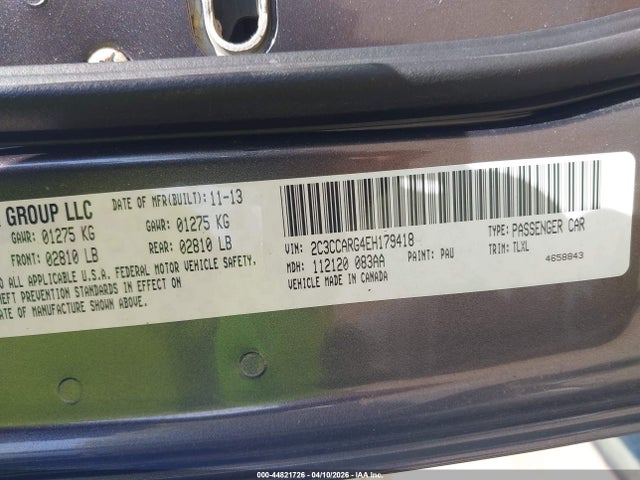 GROUP LLC
DATE OF MFR(BUILT): 11-13
GAWR: 01275 KG
GAWR: 01275 KG
FRONT: 02810 LB
REAR: 02810 LB
O ALL APPLICABLE U.S.A. FEDERAL MOTOR VEHICLE SAFETY,
HEFT PREVENTION STANDARDS IN EFFECT ON
ATE OF MANUFACTURE SHOWN ABOVE.
VIN: 2C3CCARG4EH179418
TYPE: PASSENGER CAR
MDH: 112120 083AA
PAINT: PAU
TRIM: TLXL
VEHICLE MADE IN CANADA
4658843
000-44821726 - 04/10/2026 - IAAI.COM